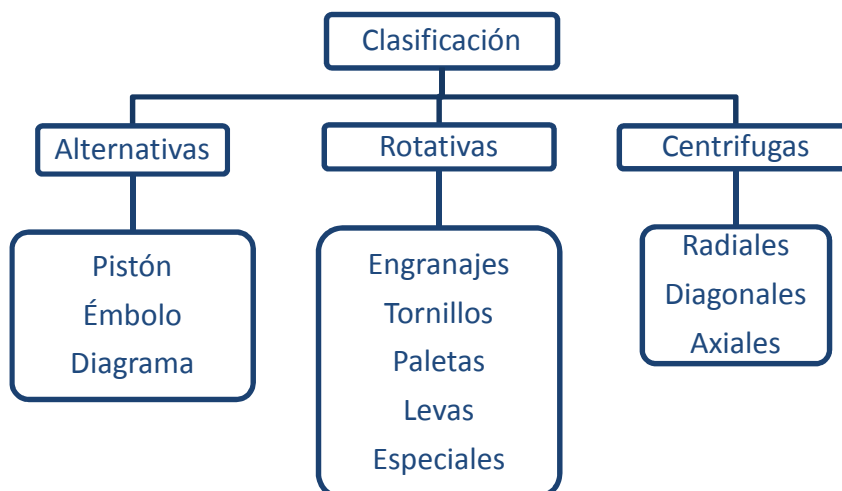 Clasificación
Alternativas
Rotativas
Centrifugas
Pistón
Émbolo
Diagrama
Engranajes
Tornillos
Paletas
Levas
Especiales
Radiales
Diagonales
Axiales